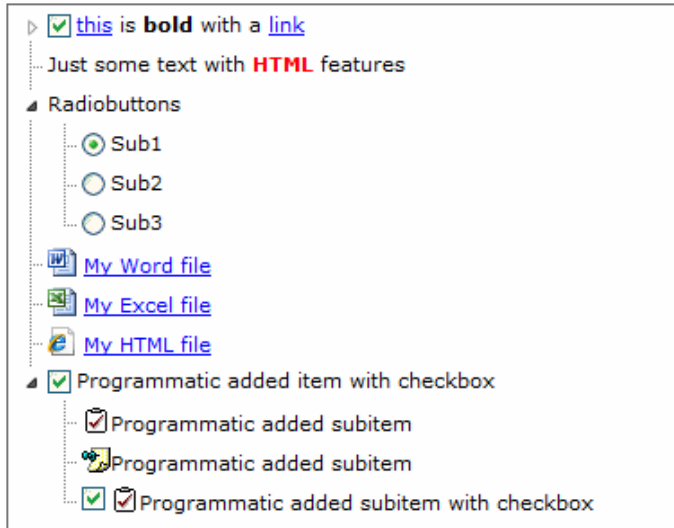 this is bold with a link
Just some text with HTML features
Radiobuttons
Sub1
Sub2
Sub3
My Word file
My Excel file
My HTML file
Programmatic added item with checkbox
Programmatic added subitem
Programmatic added subitem
Programmatic added subitem with checkbox